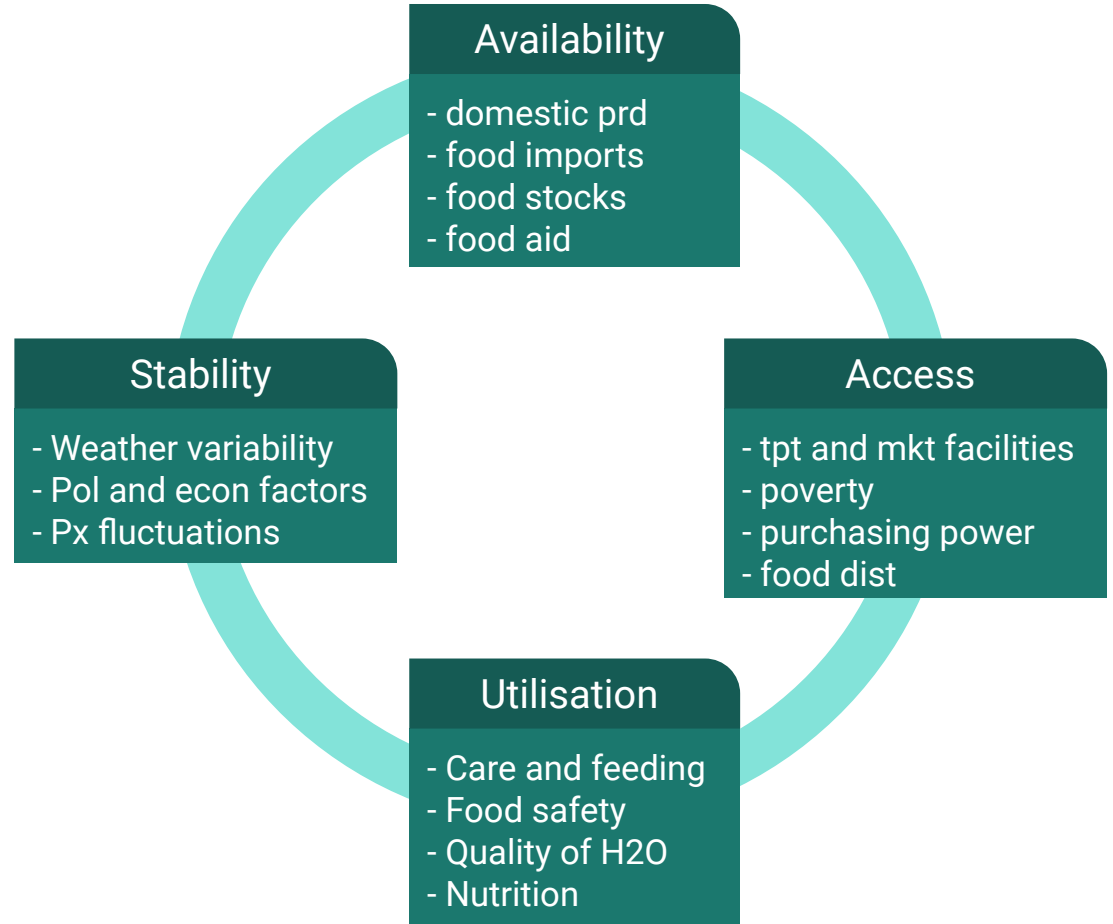 Availability
- domestic prd
- food imports
- food stocks
- food aid
Stability
- Weather variability
- Pol and econ factors
- Px fluctuations
Access
- tpt and mkt facilities
- poverty
- purchasing power
- food dist
Utilisation
- Care and feeding
- Food safety
- Quality of H2O
- Nutrition